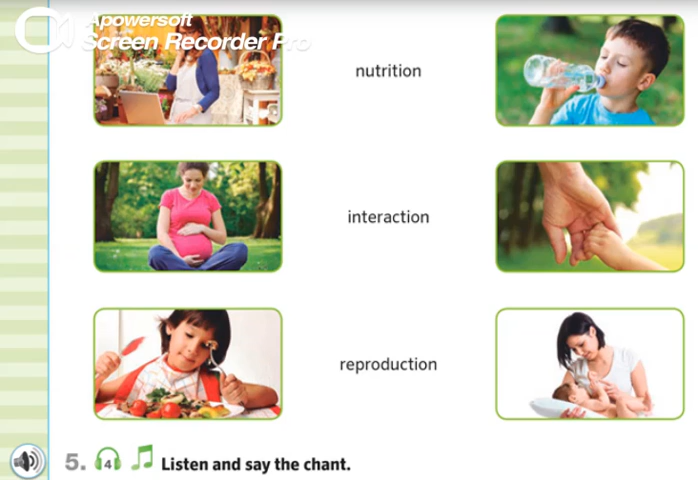 Apowersoft
Screen Recorder Pro
nutrition
interaction
reproduction
5. 4 Listen and say the chant.